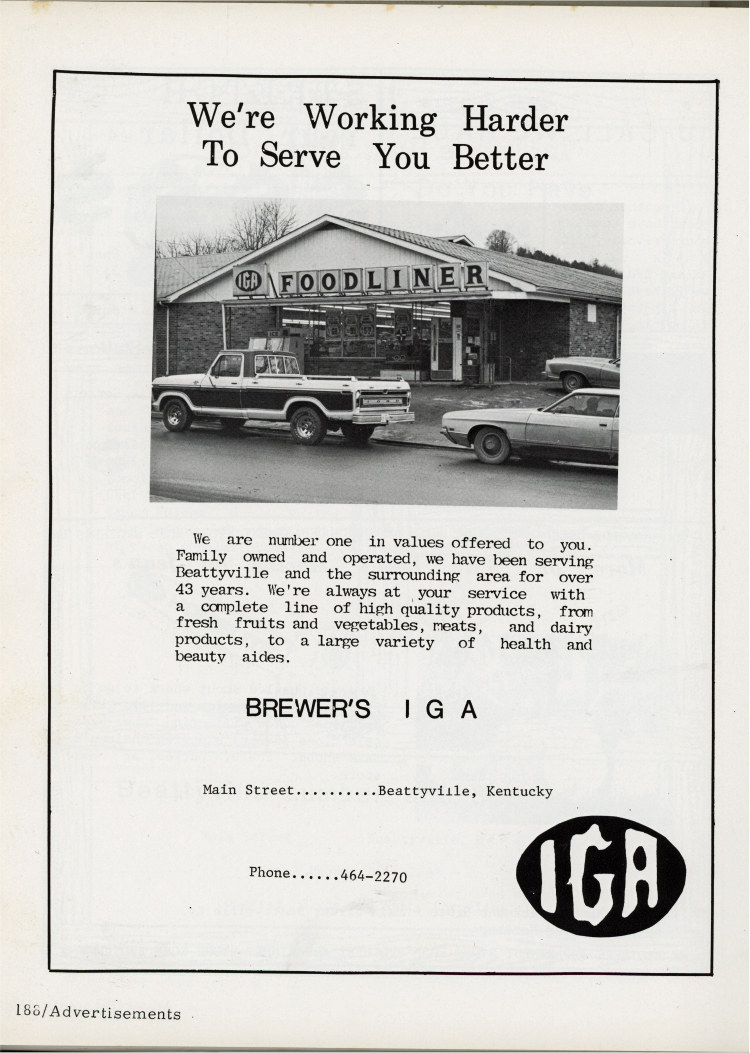 We're Working Harder
To Serve You Better
IGA FOODLINER
ICE
We are number one in values offered to you.
Family owned and operated, we have been serving
Beattyville and the surrounding area for over
43 years. We're always at your service with
a complete line of high quality products, from
fresh fruits and vegetables, meats, and dairy
products, to a large variety of health and
beauty aides.
BREWER'S I G A
Main Street..........Beattyville, Kentucky
Phone......464-2270
IGA
188/Advertisements